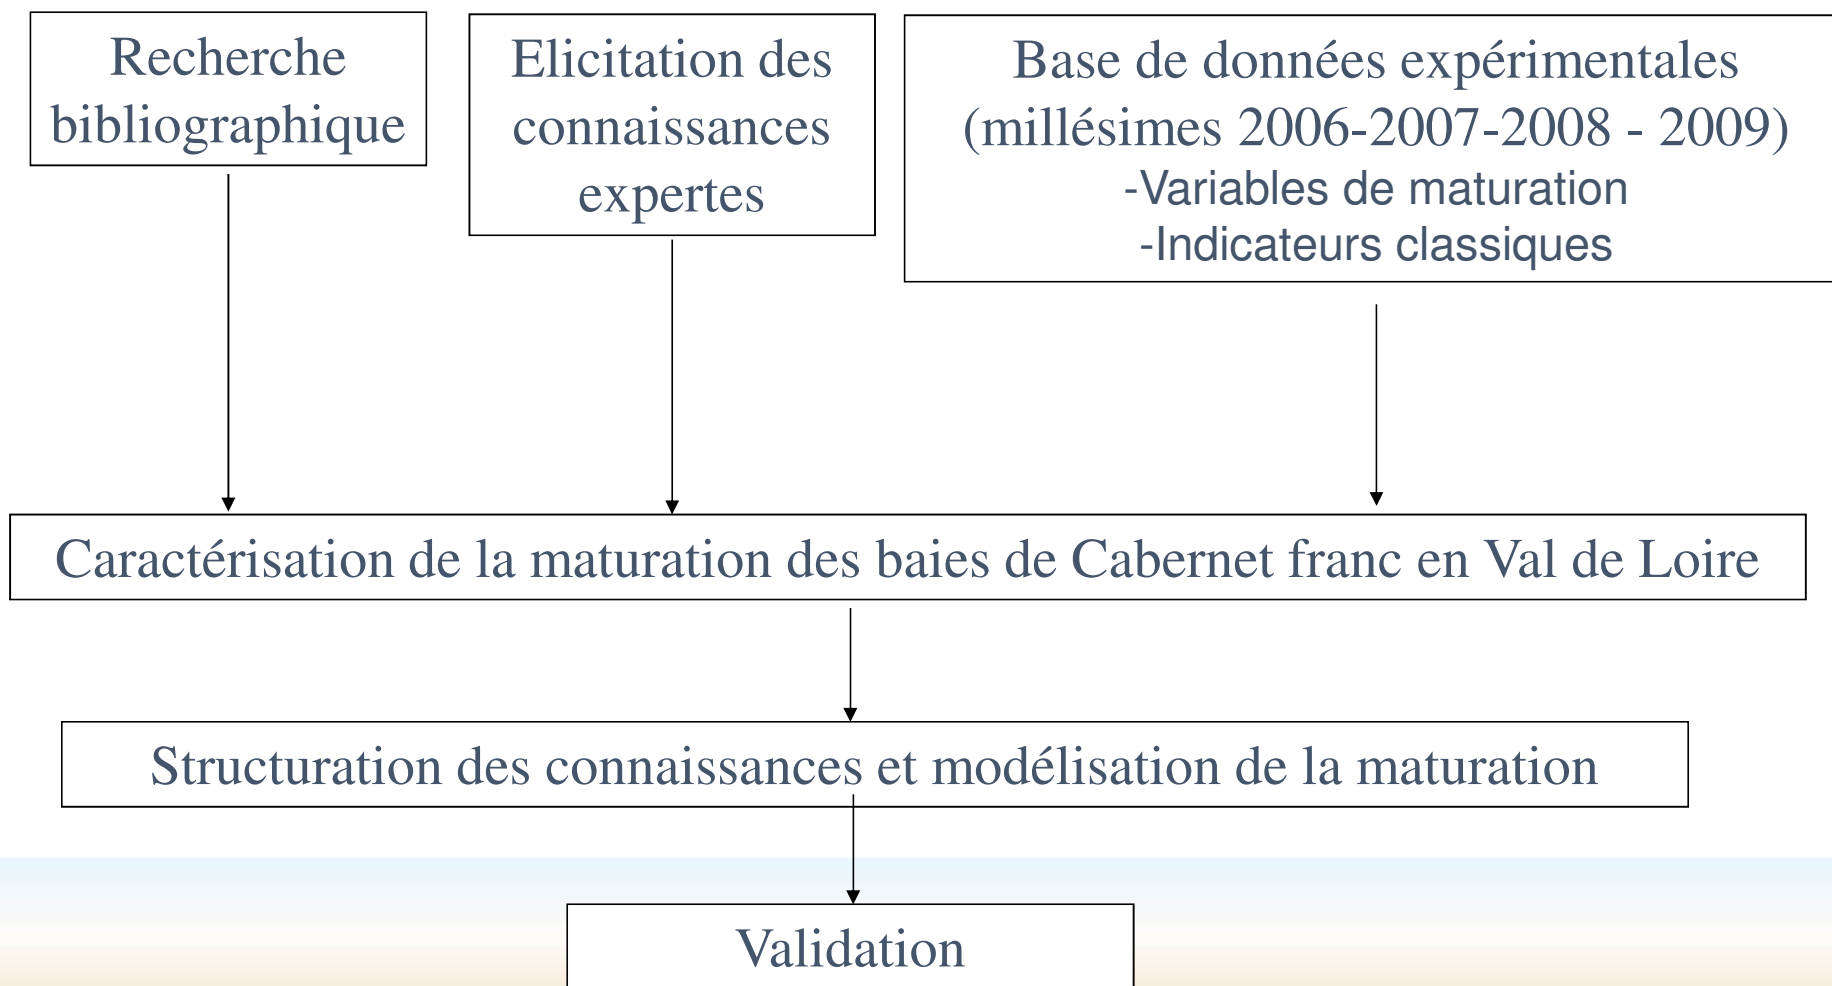 Recherche
bibliographique
Elicitation des
connaissances
expertes
Base de données expérimentales
(millésimes 2006-2007-2008 - 2009)
-Variables de maturation
-Indicateurs classiques
Caractérisation de la maturation des baies de Cabernet franc en Val de Loire
Structuration des connaissances et modélisation de la maturation
Validation